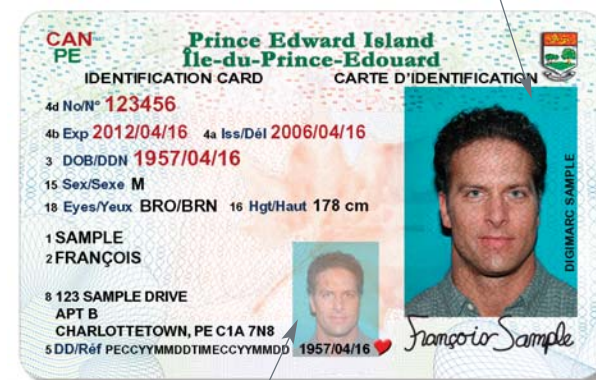 CAN
PE
Prince Edward Island
Île-du-Prince-Edouard
IDENTIFICATION CARD CARTE D'IDENTIFICATION
4d No/N° 123456
4b Exp 2012/04/16 4a Iss/Dél 2006/04/16
3 DOB/DDN 1957/04/16
15 Sex/Sexe M
18 Eyes/Yeux BRO/BRN 16 Hgt/Haut 178 cm
1 SAMPLE
2 FRANÇOIS
8 123 SAMPLE DRIVE
APT B
CHARLOTTETOWN, PE C1A 7N8
5 DD/Réf PECCYYMMDDTIMECCYYMMDD 1957/04/16
DIGIMARC SAMPLE
François Sample